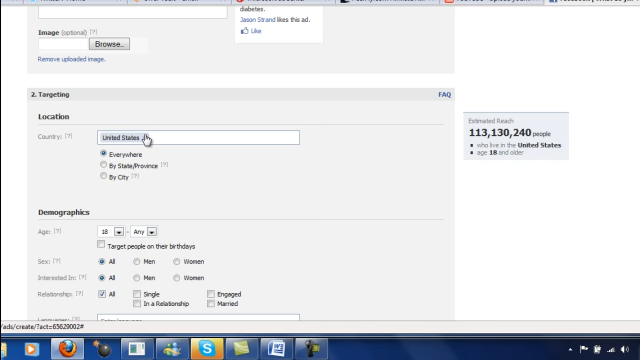 diabetes.
Jason Strand likes this ad.
Like
Image (optional) [?]
Browse..
Remove uploaded image.
2. Targeting
FAQ
Location
Country: [?]
United States
Everywhere
By State/Province [?]
By City [?]
Estimated Reach
113,130,240 people
who live in the United States
age 18 and older
Demographics
Age: [?]
18 - Any
Target people on their birthdays
Sex: [?]
All Men Women
Interested In: [?]
All Men Women
Relationship: [?]
All Single Engaged
In a Relationship Married
Languages: [?]
/ads/create/?act=65629002#